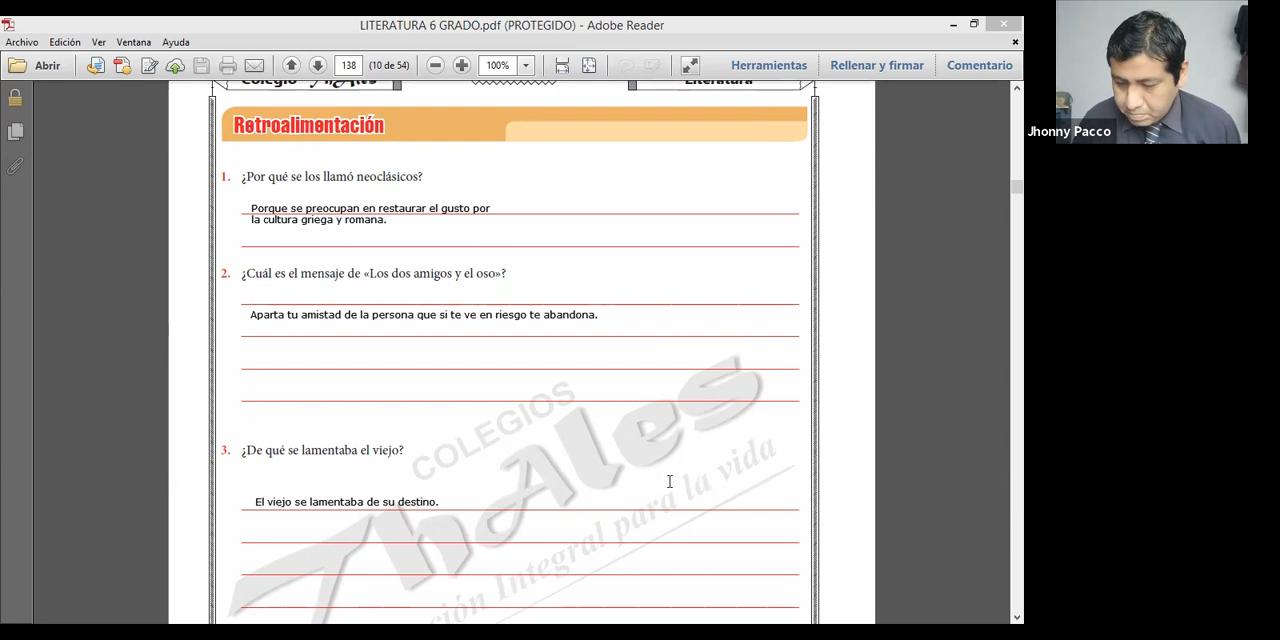 LITERATURA 6 GRADO.pdf (PROTEGIDO) - Adobe Reader
Archivo Edición Ver Ventana Ayuda
Abrir 138 (10 de 54) 100% Herramientas Rellenar y firmar Comentario
Colegio Thales Literatura
Retroalimentación
1. ¿Por qué se los llamó neoclásicos?
Porque se preocupan en restaurar el gusto por
la cultura griega y romana.
2. ¿Cuál es el mensaje de «Los dos amigos y el oso»?
Aparta tu amistad de la persona que si te ve en riesgo te abandona.
3. ¿De qué se lamentaba el viejo?
El viejo se lamentaba de su destino.
COLEGIOS
Thales
ción Integral para la vida
Jhonny Pacco